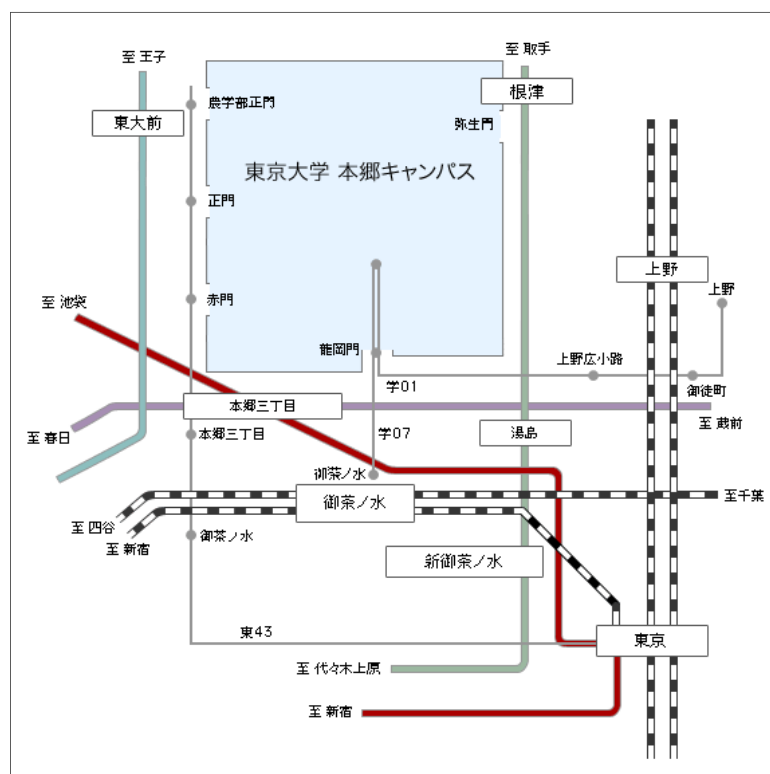 至 王子
至 取手
東大前
農学部正門
根津
弥生門
東京大学 本郷キャンパス
正門
上野
上野
至 池袋
赤門
龍岡門
上野広小路
学01
御徒町
本郷三丁目
至 春日
本郷三丁目
学07
湯島
至 蔵前
御茶ノ水
御茶ノ水
至千葉
至 四谷
至 新宿
御茶ノ水
新御茶ノ水
東43
東京
至 代々木上原
至 新宿